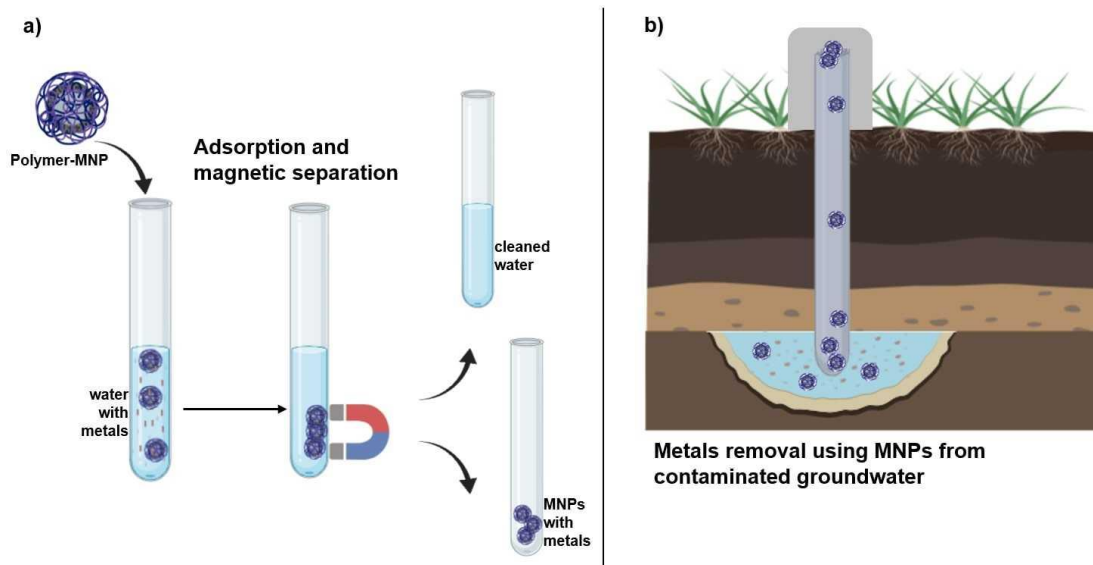 a)
Polymer-MNP
Adsorption and
magnetic separation
water
with
metals
cleaned
water
MNPs
with
metals
b)
Metals removal using MNPs from
contaminated groundwater